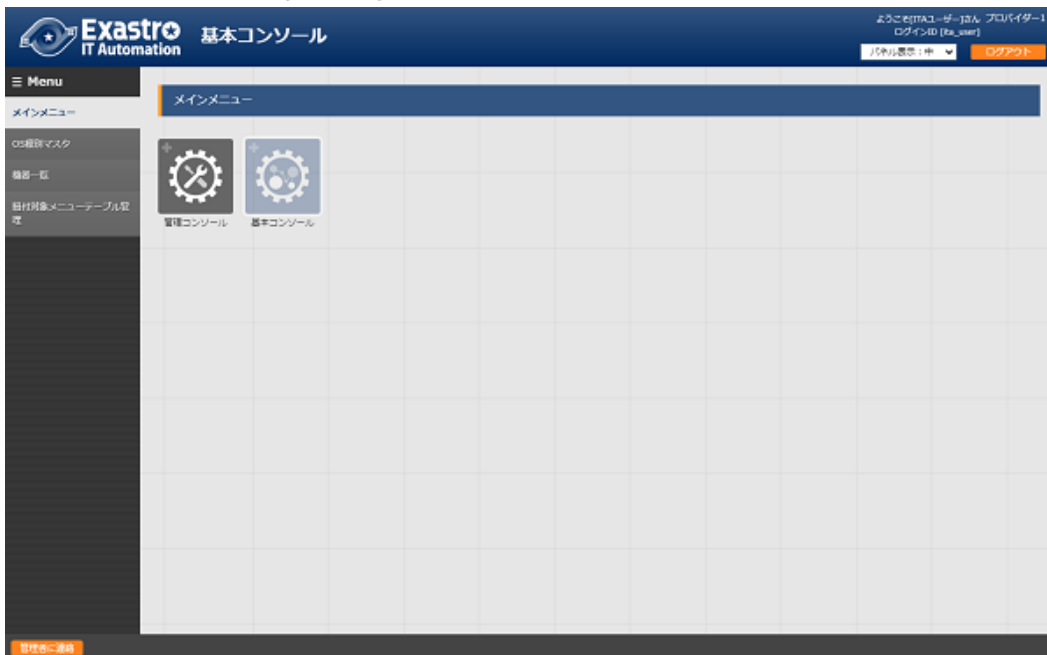 Exastro
IT Automation
基本コンソール
ようこそ[ITAユーザー]さん プロバイダー1
ログインID [ita_user]
パネル表示：中
ログアウト
Menu
メインメニュー
メインメニュー
OS種別マスタ
機器一覧
紐付対象メニューテーブル管
理
管理コンソール
基本コンソール
管理者に連絡